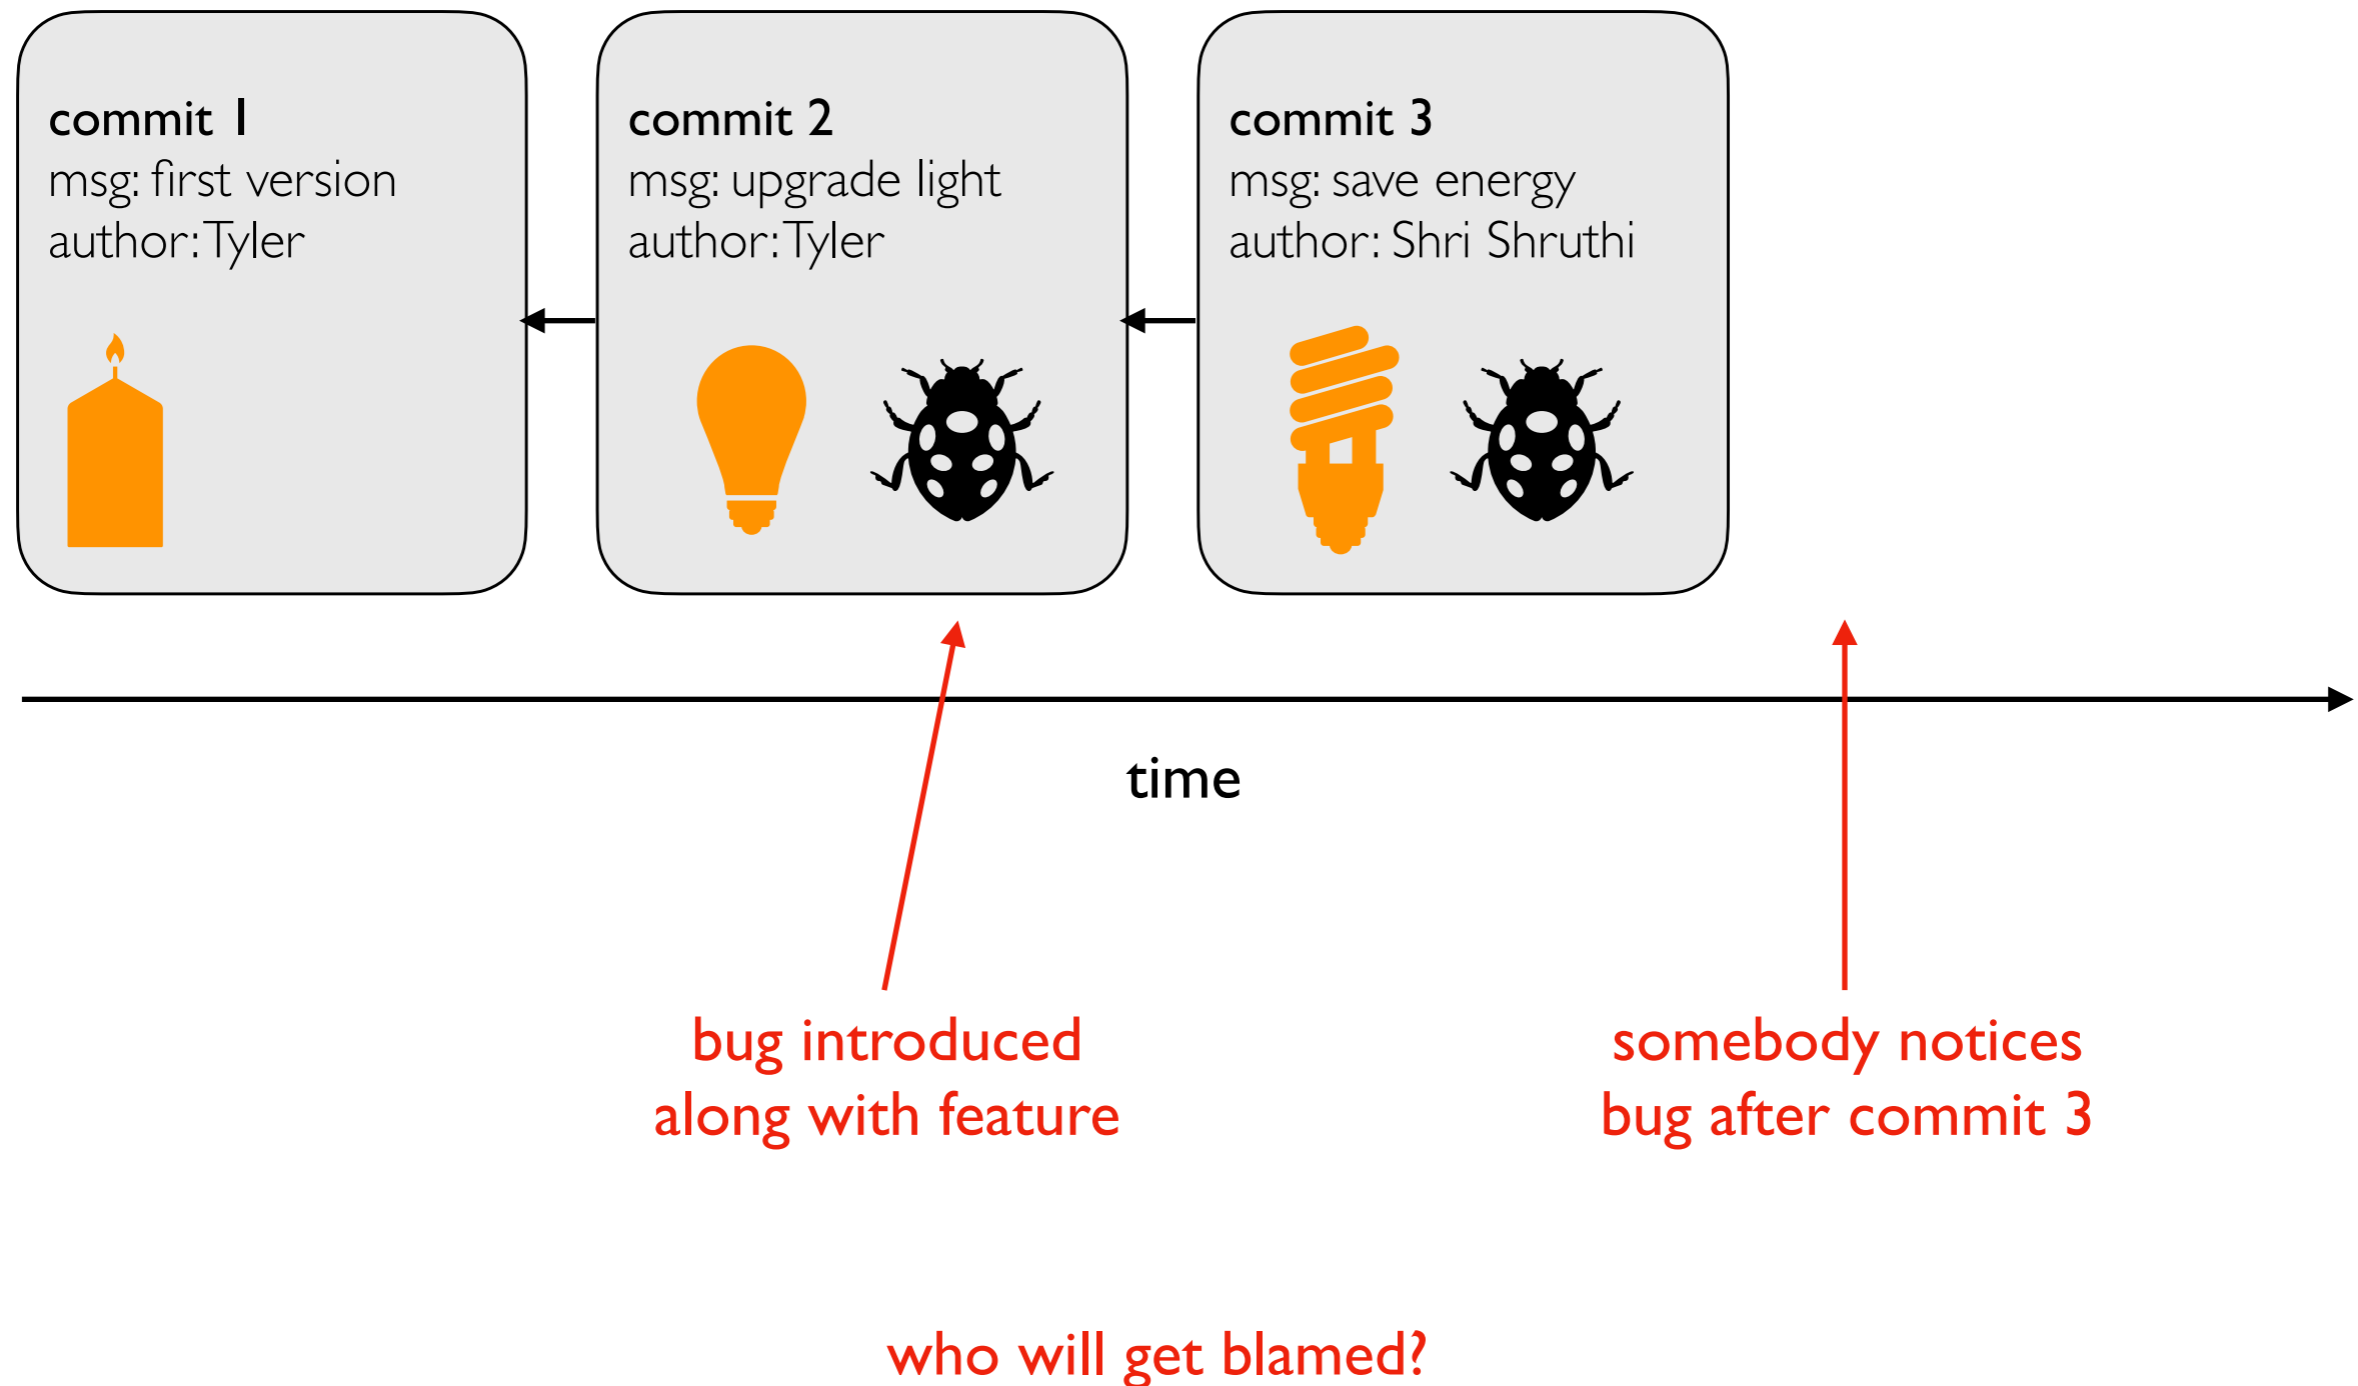 commit 1
msg: first version
author: Tyler
commit 2
msg: upgrade light
author: Tyler
commit 3
msg: save energy
author: Shri Shruthi
time
bug introduced
along with feature
somebody notices
bug after commit 3
who will get blamed?